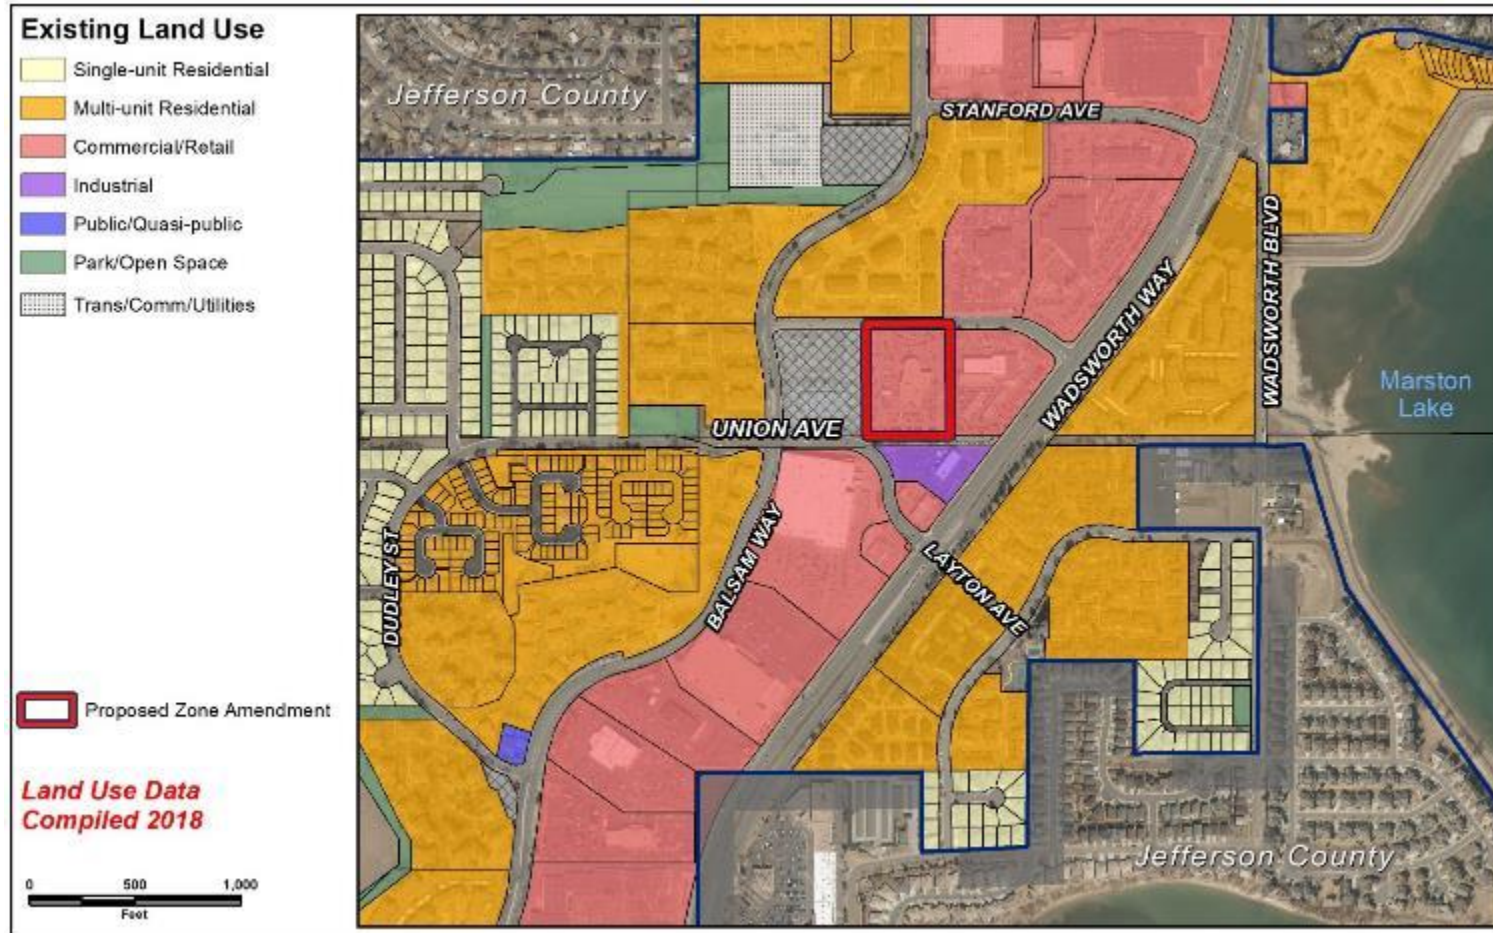 Existing Land Use
Single-unit Residential
Multi-unit Residential
Commercial/Retail
Industrial
Public/Quasi-public
Park/Open Space
Trans/Comm/Utilities
Proposed Zone Amendment
Land Use Data
Compiled 2018
0 500 1,000
Feet
Jefferson County
STANFORD AVE
WADSWORTH BLVD
WADSWORTH WAY
Marston
Lake
UNION AVE
BALSAM WAY
DUDLEY ST
LAYTON AVE
Jefferson County